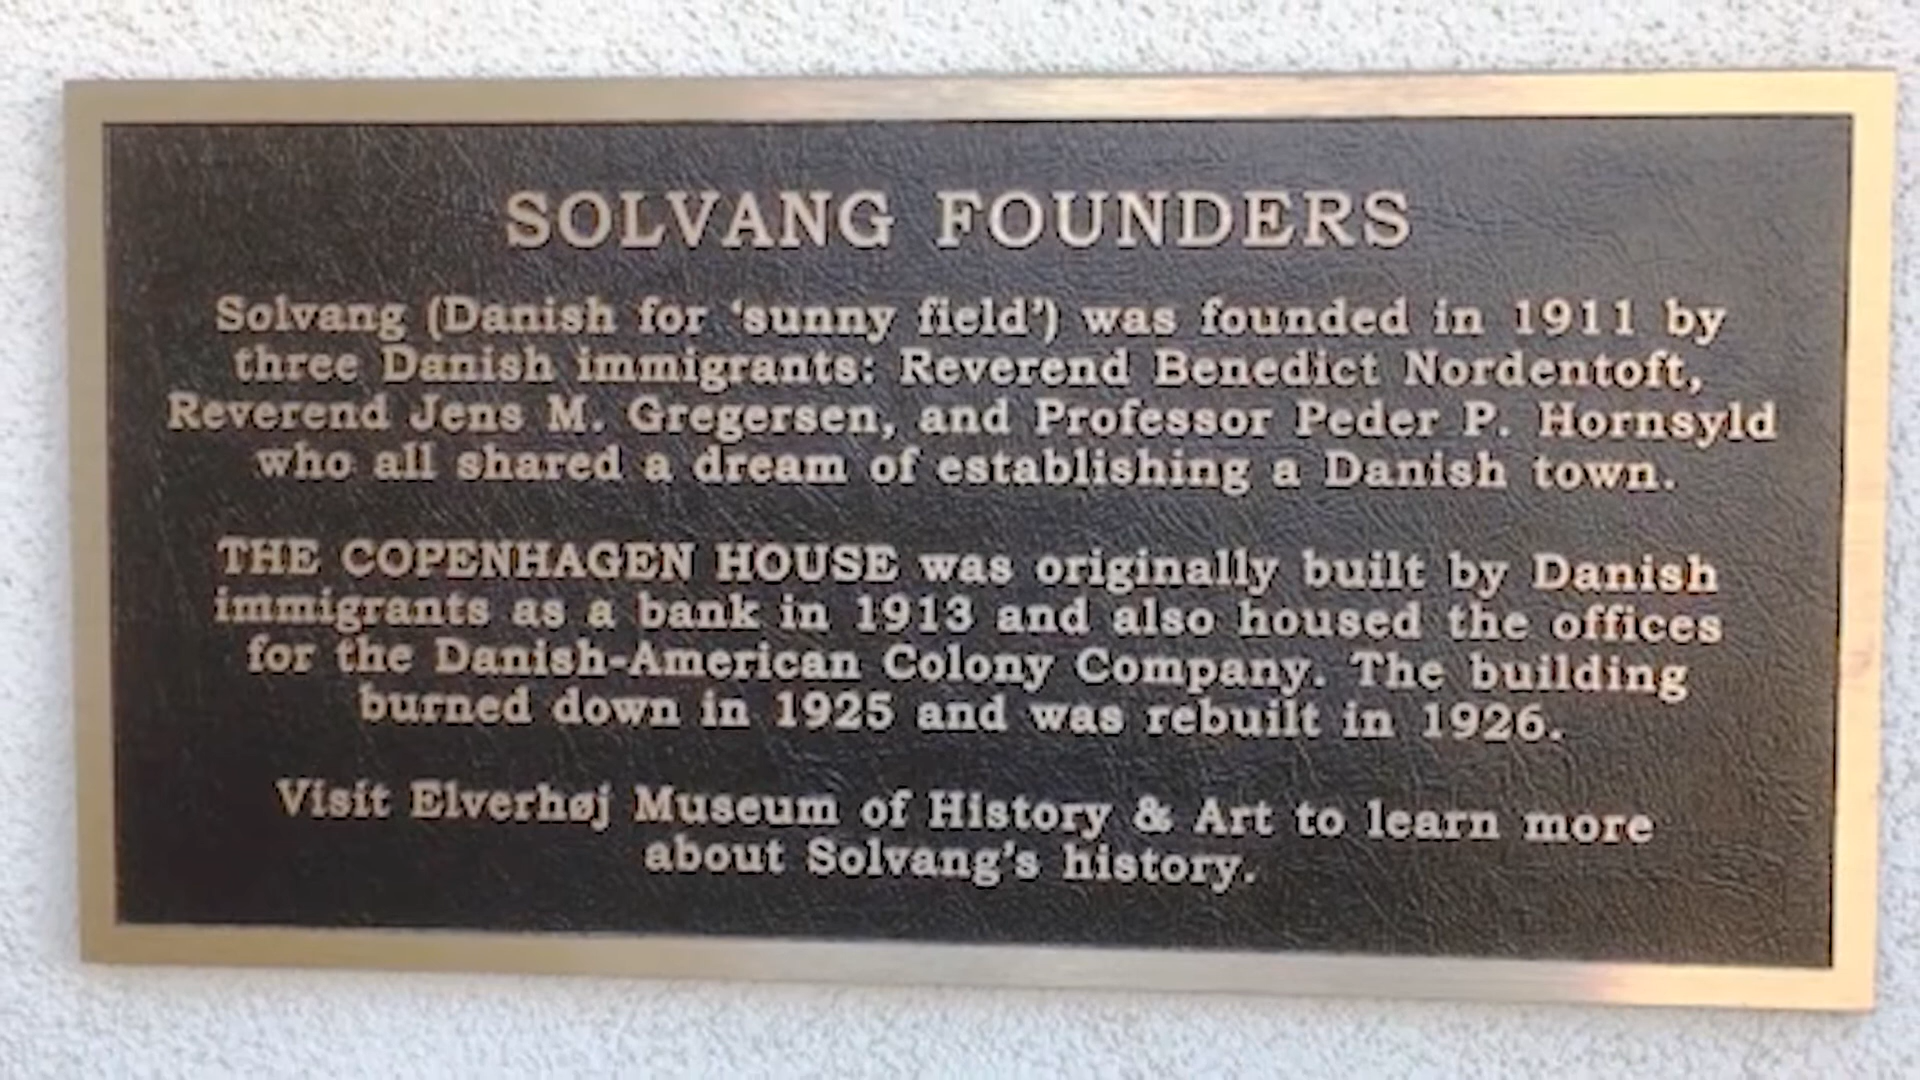 SOLVANG FOUNDERS
Solvang (Danish for ‘sunny field’) was founded in 1911 by
three Danish immigrants: Reverend Benedict Nordentoft,
Reverend Jens M. Gregersen, and Professor Peder P. Hornsyld
who all shared a dream of establishing a Danish town.
THE COPENHAGEN HOUSE was originally built by Danish
immigrants as a bank in 1913 and also housed the offices
for the Danish-American Colony Company. The building
burned down in 1925 and was rebuilt in 1926.
Visit Elverhøj Museum of History & Art to learn more
about Solvang’s history.